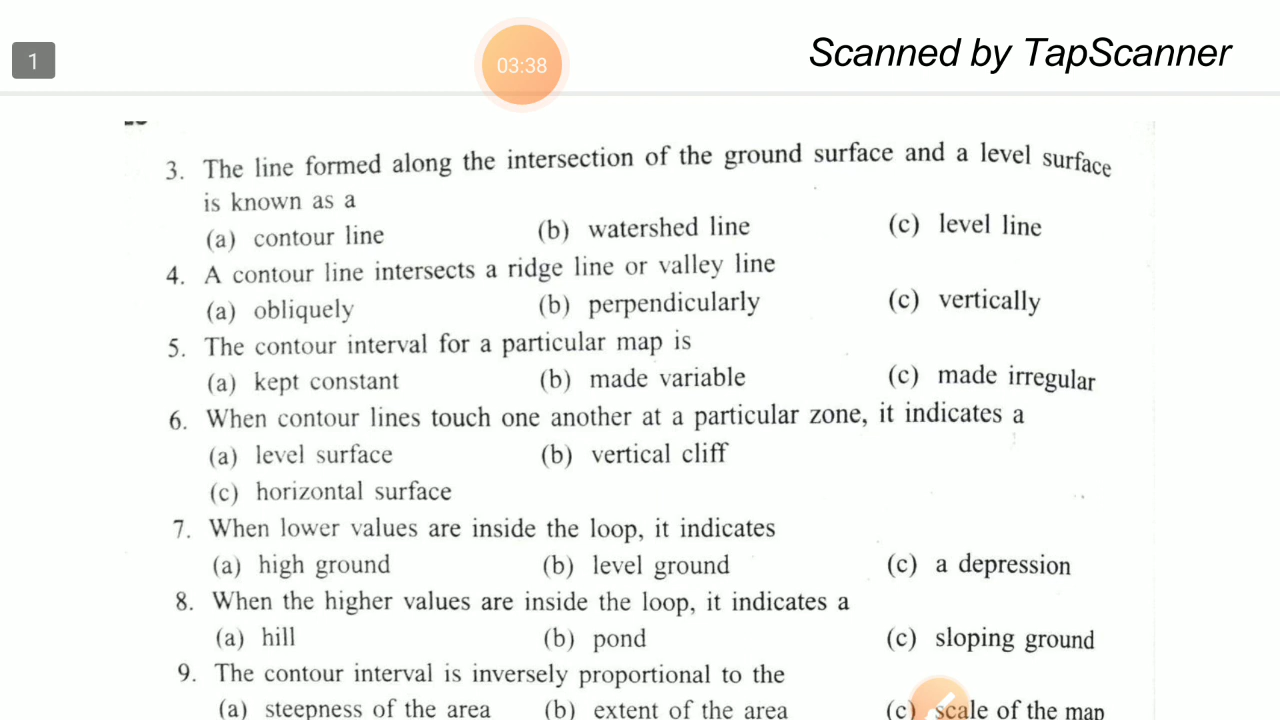 1
03:38
Scanned by TapScanner
3. The line formed along the intersection of the ground surface and a level surface
is known as a
(a) contour line (b) watershed line (c) level line
4. A contour line intersects a ridge line or valley line
(a) obliquely (b) perpendicularly (c) vertically
5. The contour interval for a particular map is
(a) kept constant (b) made variable (c) made irregular
6. When contour lines touch one another at a particular zone, it indicates a
(a) level surface (b) vertical cliff
(c) horizontal surface
7. When lower values are inside the loop, it indicates
(a) high ground (b) level ground (c) a depression
8. When the higher values are inside the loop, it indicates a
(a) hill (b) pond (c) sloping ground
9. The contour interval is inversely proportional to the
(a) steepness of the area (b) extent of the area (c) scale of the map